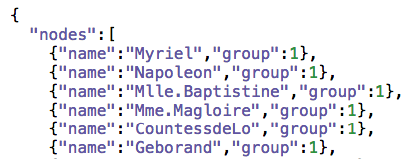 {
"nodes":[
{"name":"Myriel","group":1},
{"name":"Napoleon","group":1},
{"name":"Mlle.Baptistine","group":1},
{"name":"Mme.Magloire","group":1},
{"name":"CountessdeLo","group":1},
{"name":"Geborand","group":1},